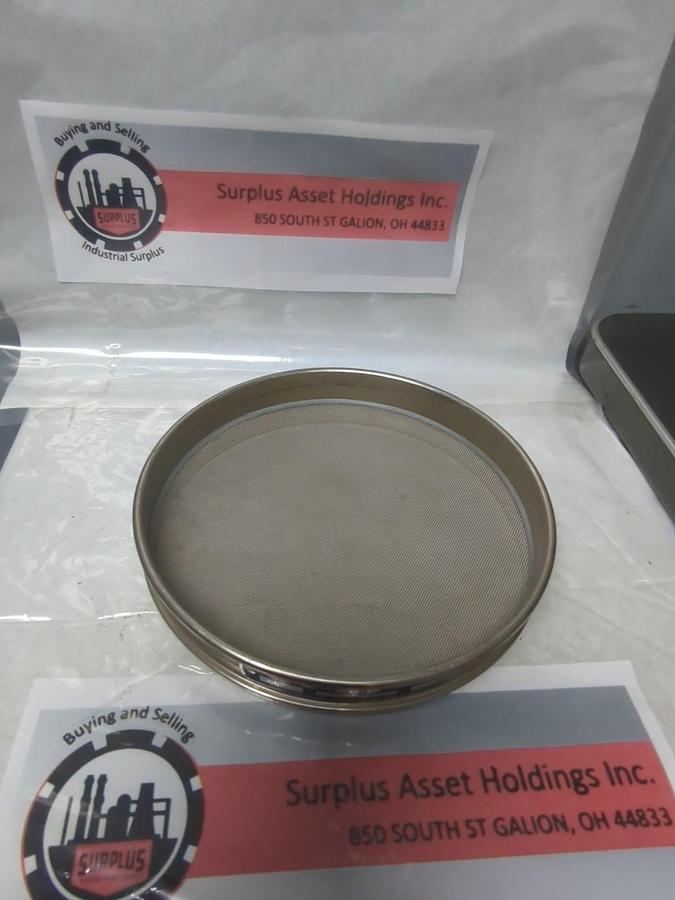 Buying and Selling
SURPLUS
Industrial Surplus
Surplus Asset Holdings Inc.
850 SOUTH ST GALION, OH 44833
Buying and Selling
SURPLUS
Surplus Asset Holdings Inc.
850 SOUTH ST GALION, OH 44833